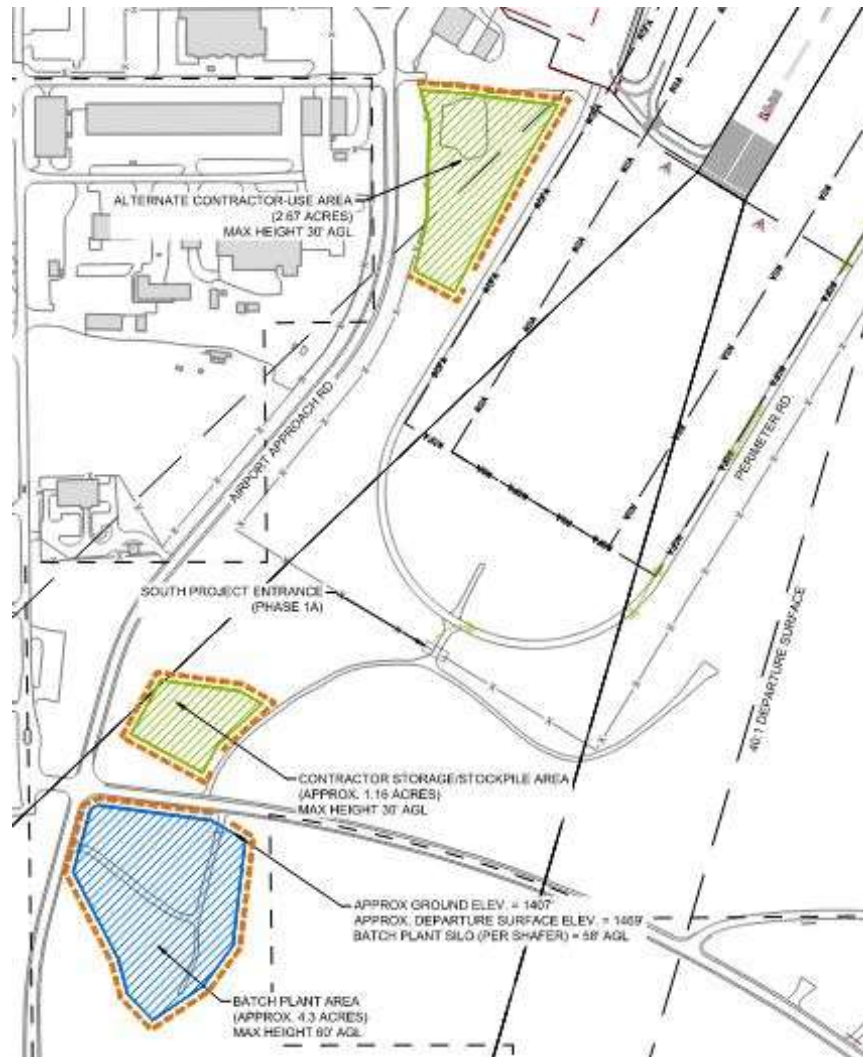 ALTERNATE CONTRACTOR-USE AREA
(2.67 ACRES)
MAX HEIGHT 30' AGL
AIRPORT APPROACH RD
PERIMETER RD
SOUTH PROJECT ENTRANCE
(PHASE 1A)
40:1 DEPARTURE SURFACE
CONTRACTOR STORAGE/STOCKPILE AREA
(APPROX. 1.16 ACRES)
MAX HEIGHT 30' AGL
APPROX GROUND ELEV. = 1407'
APPROX. DEPARTURE SURFACE ELEV. = 1469'
BATCH PLANT SILO (PER SHAFER) = 58' AGL
BATCH PLANT AREA
(APPROX. 4.3 ACRES)
MAX HEIGHT 60' AGL